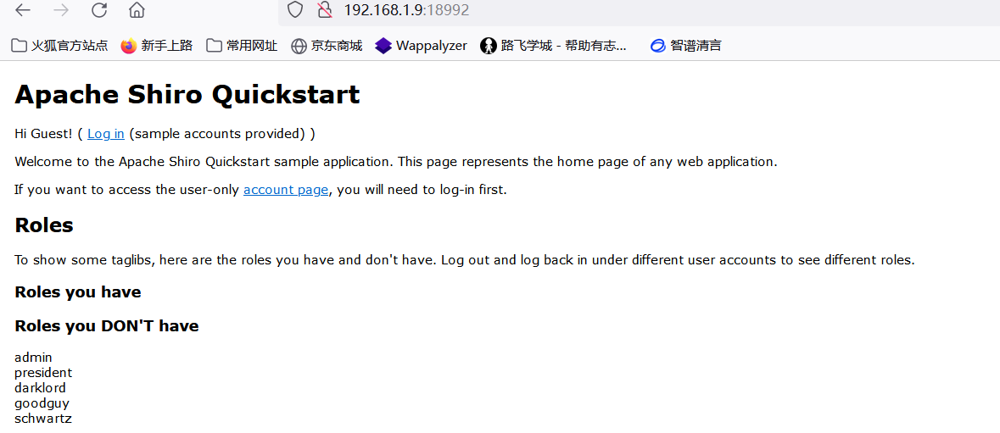 192.168.1.9:18992
火狐官方站点 新手上路 常用网址 京东商城 Wappalyzer 路飞学城 - 帮助有志... 智谱清言
Apache Shiro Quickstart
Hi Guest! ( Log in (sample accounts provided) )
Welcome to the Apache Shiro Quickstart sample application. This page represents the home page of any web application.
If you want to access the user-only account page, you will need to log-in first.
Roles
To show some taglibs, here are the roles you have and don't have. Log out and log back in under different user accounts to see different roles.
Roles you have
Roles you DON'T have
admin
president
darklord
goodguy
schwartz